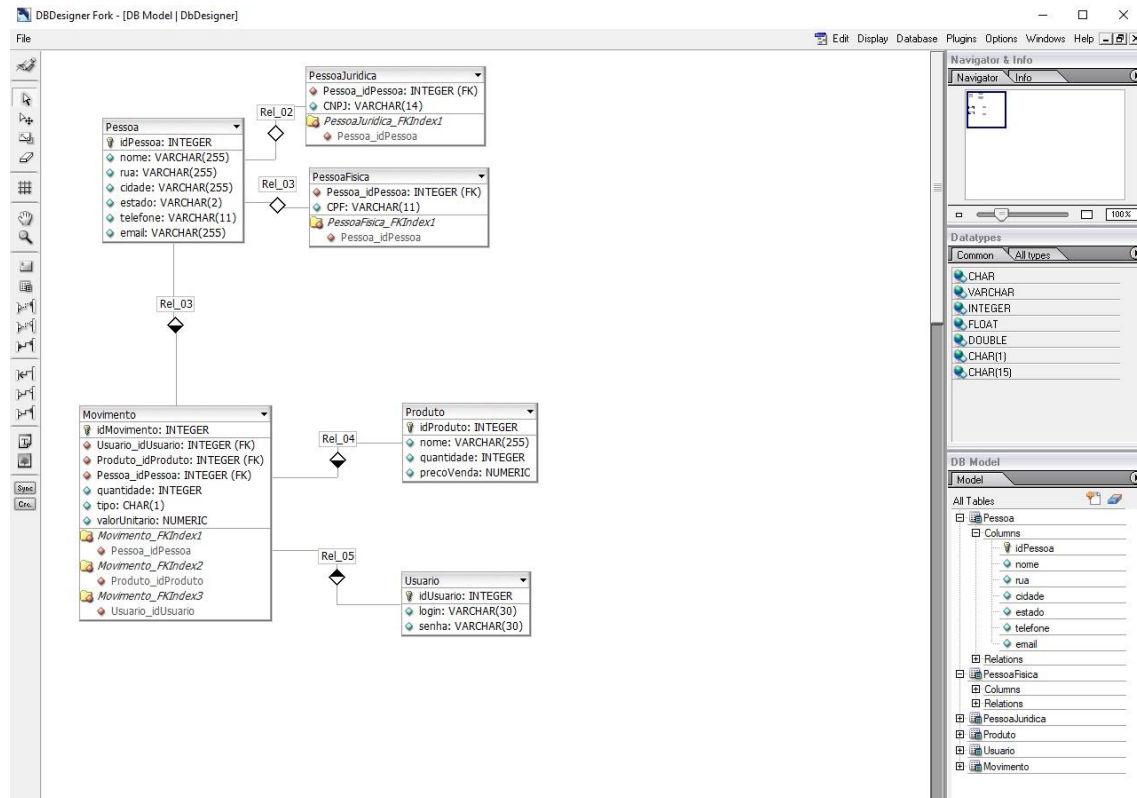 DBDesigner Fork - [DB Model | DbDesigner]
File Edit Display Database Plugins Options Windows Help
Sync
Cre.
PessoaJuridica
Pessoa_idPessoa: INTEGER (FK)
CNPJ: VARCHAR(14)
PessoaJuridica_FKIndex1
Pessoa_idPessoa
Rel_02
Pessoa
idPessoa: INTEGER
nome: VARCHAR(255)
rua: VARCHAR(255)
cidade: VARCHAR(255)
estado: VARCHAR(2)
telefone: VARCHAR(11)
email: VARCHAR(255)
Rel_03
PessoaFisica
Pessoa_idPessoa: INTEGER (FK)
CPF: VARCHAR(11)
PessoaFisica_FKIndex1
Pessoa_idPessoa
Rel_03
Movimento
idMovimento: INTEGER
Usuario_idUsuario: INTEGER (FK)
Produto_idProduto: INTEGER (FK)
Pessoa_idPessoa: INTEGER (FK)
quantidade: INTEGER
tipo: CHAR(1)
valorUnitario: NUMERIC
Movimento_FKIndex1
Pessoa_idPessoa
Movimento_FKIndex2
Produto_idProduto
Movimento_FKIndex3
Usuario_idUsuario
Rel_04
Produto
idProduto: INTEGER
nome: VARCHAR(255)
quantidade: INTEGER
precoVenda: NUMERIC
Rel_05
Usuario
idUsuario: INTEGER
login: VARCHAR(30)
senha: VARCHAR(30)
Navigator & Info
Navigator Info
100%
Datatypes
Common All types
CHAR
VARCHAR
INTEGER
FLOAT
DOUBLE
CHAR(1)
CHAR(15)
DB Model
Model
All Tables
Pessoa
Columns
idPessoa
nome
rua
cidade
estado
telefone
email
Relations
PessoaFisica
Columns
Relations
PessoaJuridica
Produto
Usuario
Movimento